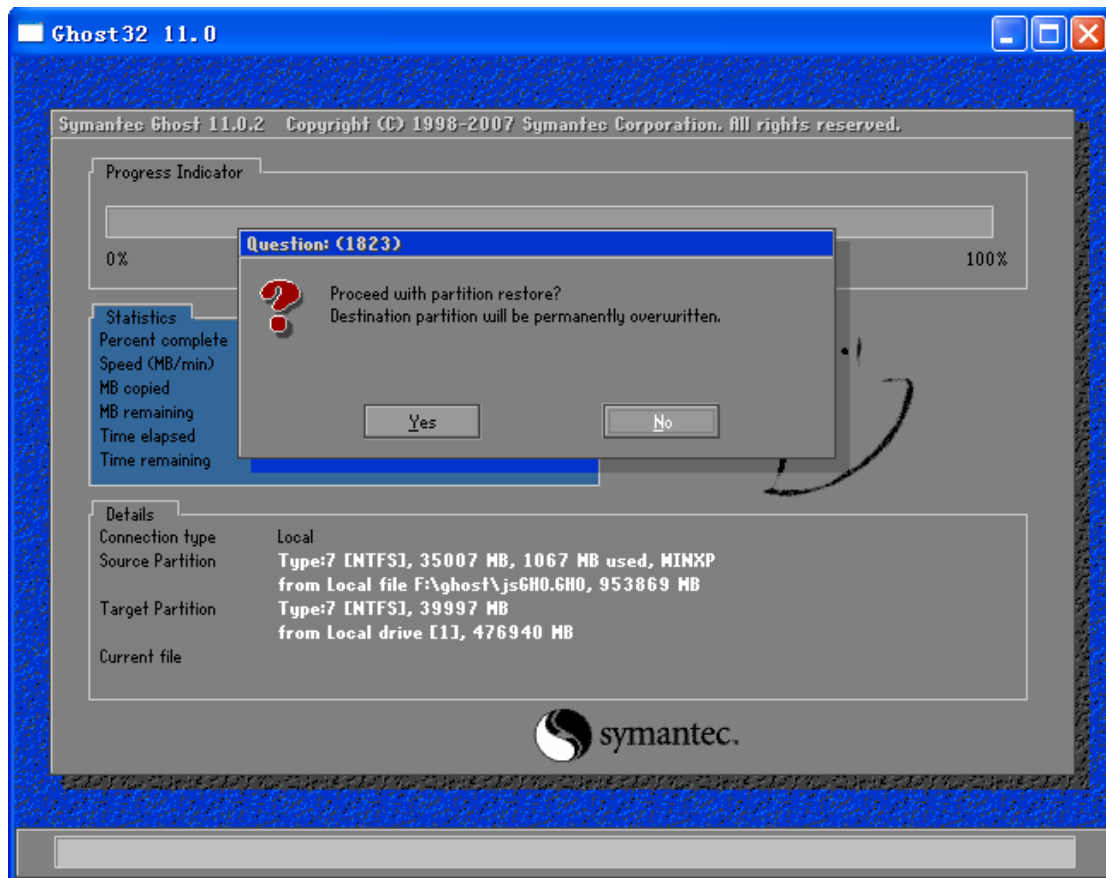 Ghost32 11.0
Symantec Ghost 11.0.2 Copyright (C) 1998-2007 Symantec Corporation. All rights reserved.
Progress Indicator
0%
100%
Question: (1823)
Proceed with partition restore?
Destination partition will be permanently overwritten.
Yes
No
Statistics
Percent complete
Speed (MB/min)
MB copied
MB remaining
Time elapsed
Time remaining
Details
Connection type Local
Source Partition Type:7 [NTFS], 35007 MB, 1067 MB used, WINXP
from Local file F:\ghost\jsGHO.GHO, 953869 MB
Target Partition Type:7 [NTFS], 39997 MB
from Local drive [1], 476940 MB
Current file
symantec.